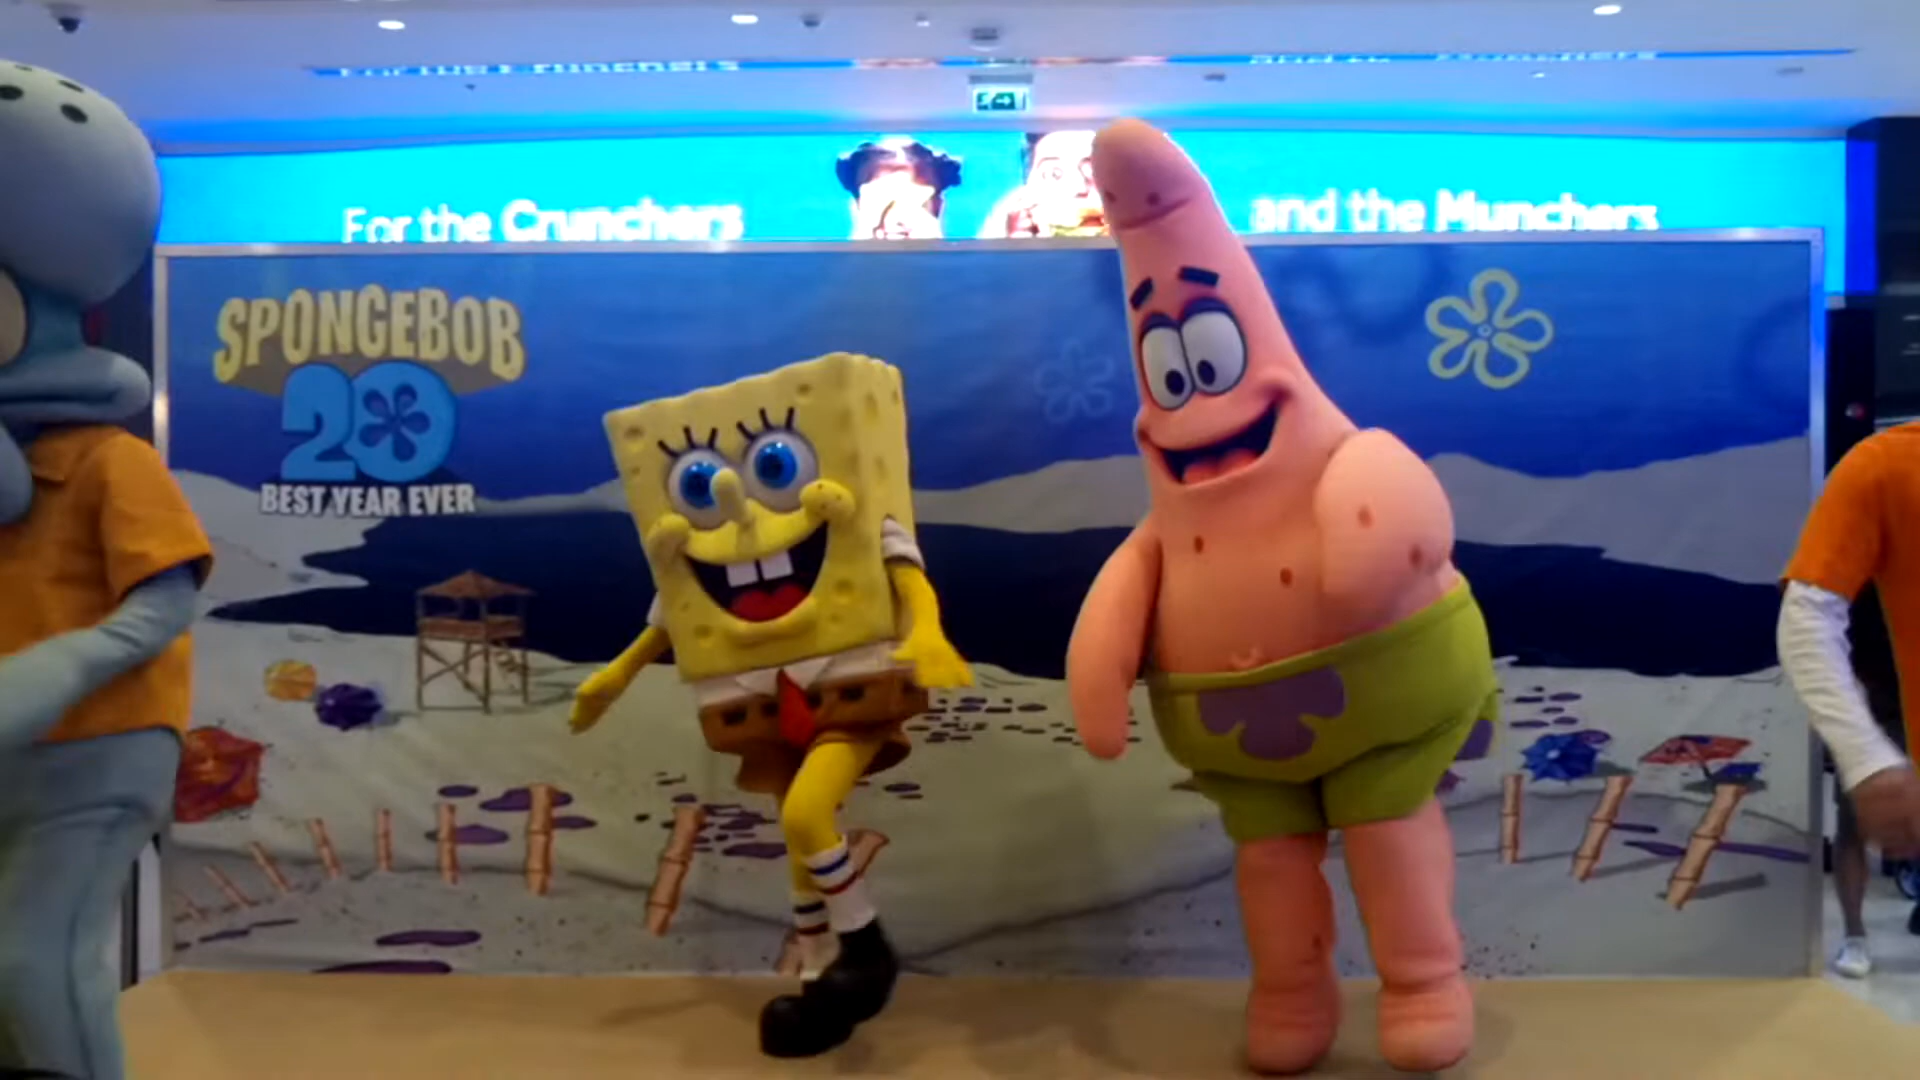 For the Crunchers
and the Munchers
SPONGEBOB
20
BEST YEAR EVER